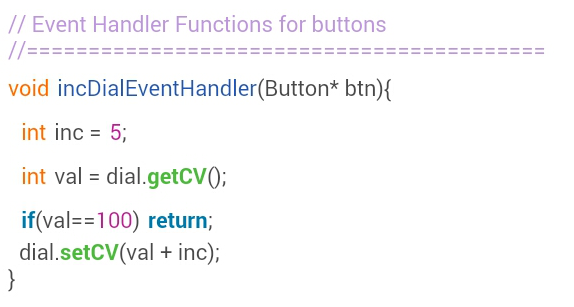 // Event Handler Functions for buttons
//==========================================
void incDialEventHandler(Button* btn){
int inc = 5;
int val = dial.getCV();
if(val==100) return;
dial.setCV(val + inc);
}